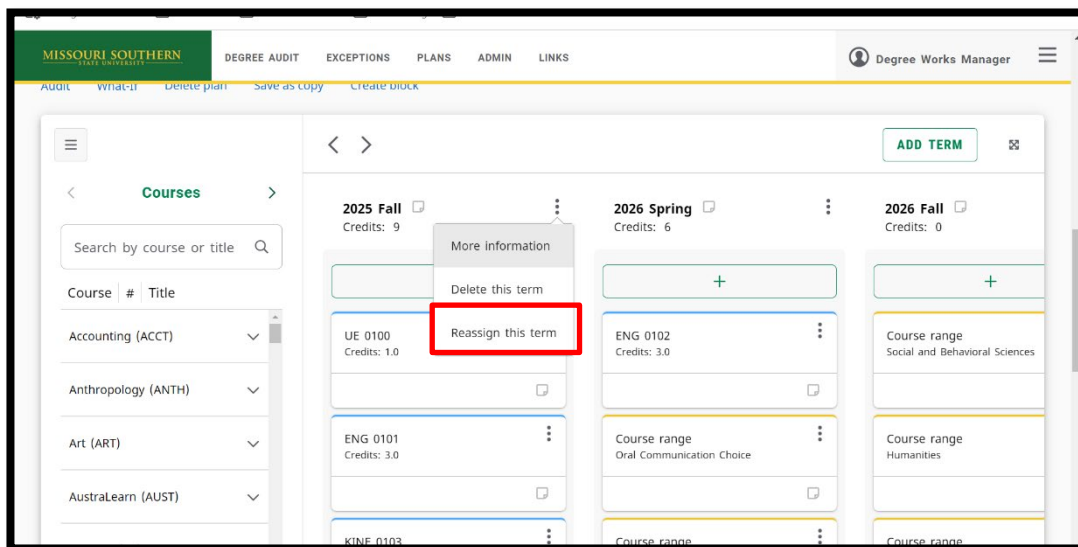 MISSOURI SOUTHERN
STATE UNIVERSITY
DEGREE AUDIT EXCEPTIONS PLANS ADMIN LINKS
Degree Works Manager
Audit What-If Delete plan Save as copy Create block
ADD TERM
Courses
Search by course or title
Course # Title
Accounting (ACCT)
Anthropology (ANTH)
Art (ART)
AustraLearn (AUST)
2025 Fall
Credits: 9
More information
Delete this term
Reassign this term
UE 0100
Credits: 1.0
ENG 0101
Credits: 3.0
KINE 0103
2026 Spring
Credits: 6
+
ENG 0102
Credits: 3.0
Course range
Oral Communication Choice
Course range
2026 Fall
Credits: 0
+
Course range
Social and Behavioral Sciences
Course range
Humanities
Course range